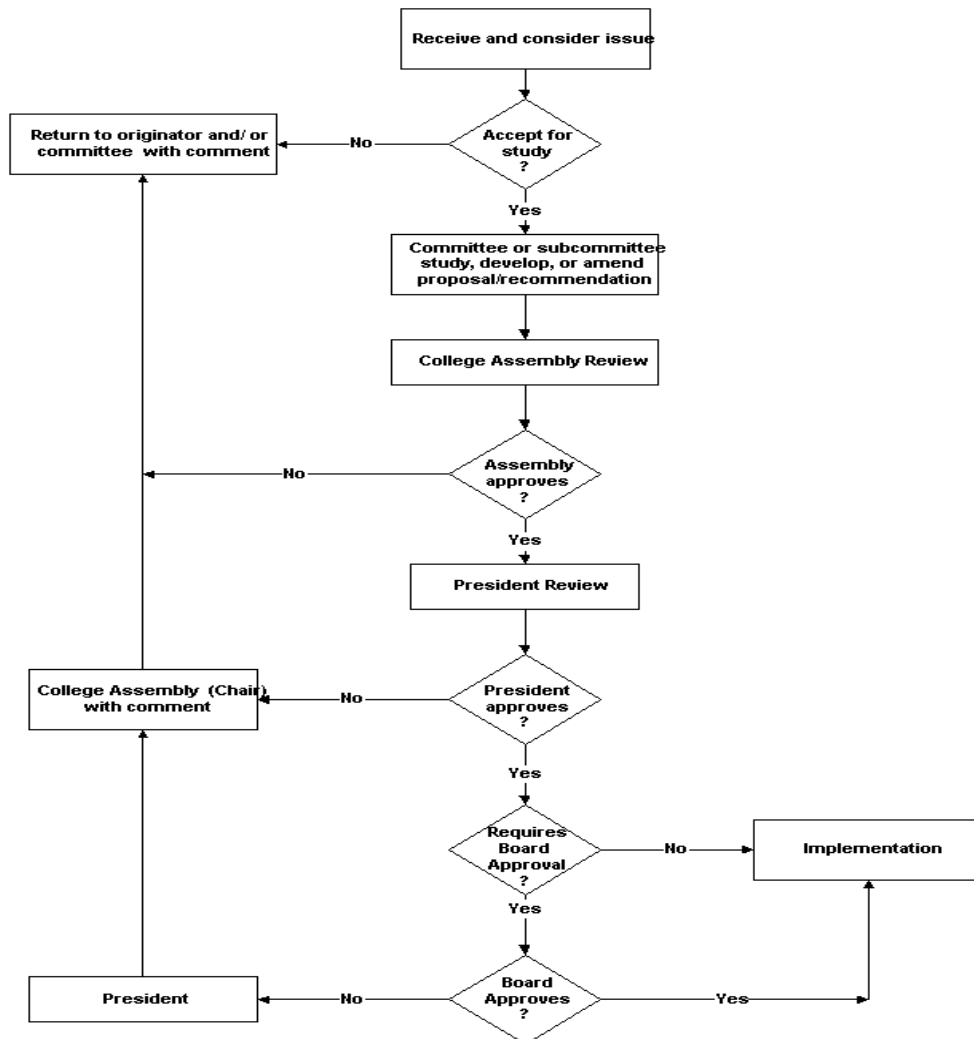 Receive and consider issue
Return to originator and/ or
committee  with comment
No
Accept for
study
?
Yes
Committee or subcommittee
study, develop, or amend
proposal/recommendation
College Assembly Review
No
Assembly
approves
?
Yes
President Review
College Assembly  (Chair)
with comment
No
President
approves
?
Yes
Requires
Board
Approval
?
No
Implementation
Yes
President
No
Board
Approves
?
Yes